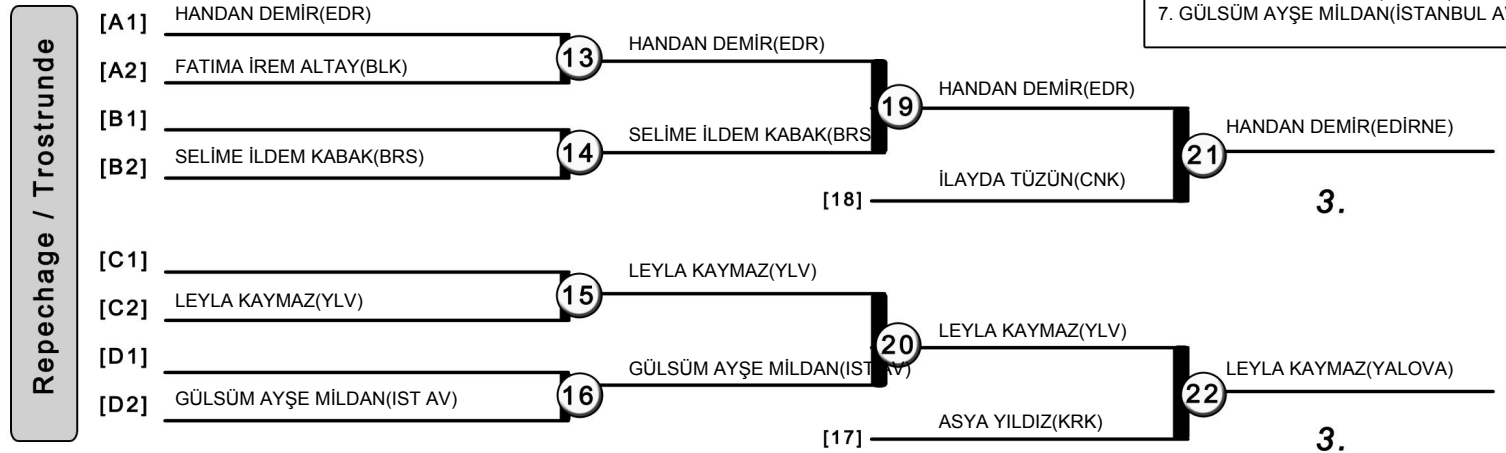 7. GÜLSÜM AYŞE MİLDAN(İSTANBUL AV
Repechage / Trostrunde
[A1] HANDAN DEMİR(EDR)
[A2] FATIMA İREM ALTAY(BLK)
13
HANDAN DEMİR(EDR)
[B1]
[B2] SELİME İLDEM KABAK(BRS)
14
SELİME İLDEM KABAK(BRS
19
HANDAN DEMİR(EDR)
[18] İLAYDA TÜZÜN(CNK)
21
HANDAN DEMİR(EDİRNE)
3.
[C1]
[C2] LEYLA KAYMAZ(YLV)
15
LEYLA KAYMAZ(YLV)
[D1]
[D2] GÜLSÜM AYŞE MİLDAN(IST AV)
16
GÜLSÜM AYŞE MİLDAN(IST AV)
20
LEYLA KAYMAZ(YLV)
[17] ASYA YILDIZ(KRK)
22
LEYLA KAYMAZ(YALOVA)
3.